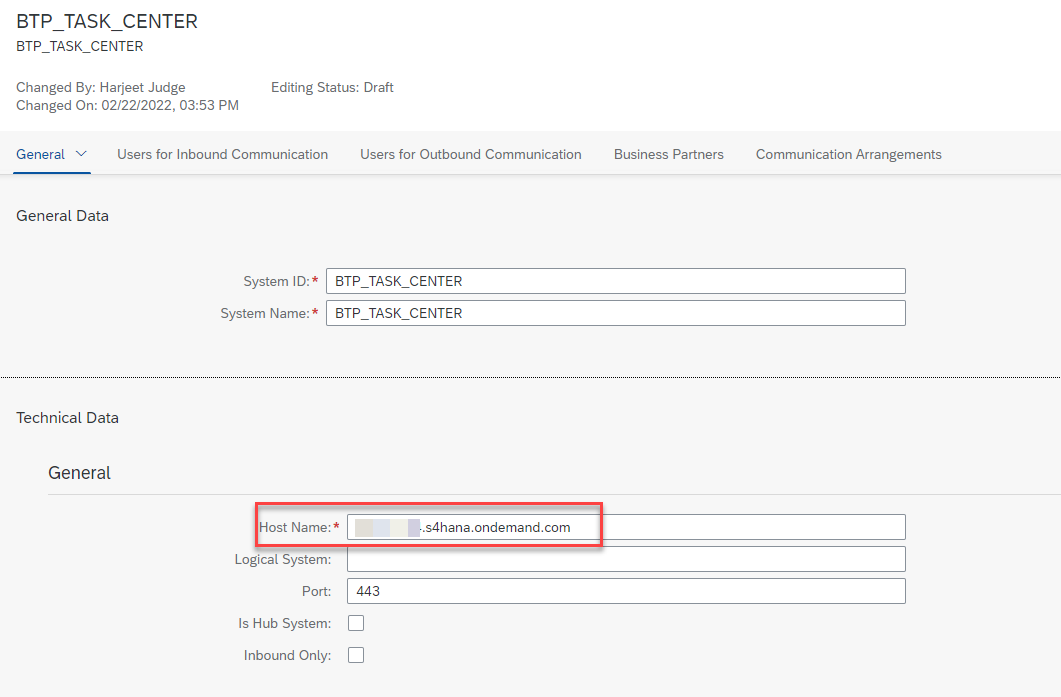 BTP_TASK_CENTER
BTP_TASK_CENTER
Changed By: Harjeet Judge Editing Status: Draft
Changed On: 02/22/2022, 03:53 PM
General Users for Inbound Communication Users for Outbound Communication Business Partners Communication Arrangements
General Data
System ID:* BTP_TASK_CENTER
System Name:* BTP_TASK_CENTER
Technical Data
General
Host Name:* .s4hana.ondemand.com
Logical System:
Port: 443
Is Hub System:
Inbound Only: